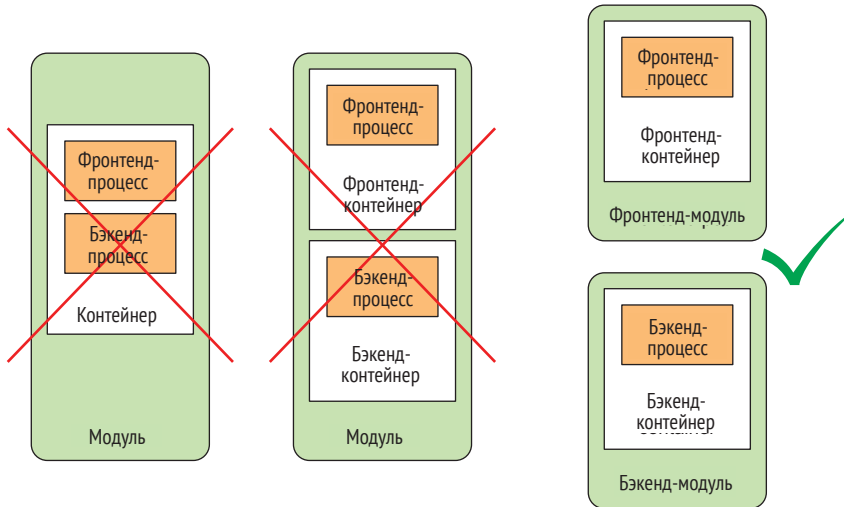 Фронтенд-
процесс
Бэкенд-
процесс
Контейнер
Модуль
Фронтенд-
процесс
Фронтенд-
контейнер
Бэкенд-
процесс
Бэкенд-
контейнер
Модуль
Фронтенд-
процесс
Фронтенд-
контейнер
Фронтенд-модуль
Бэкенд-
процесс
Бэкенд-
контейнер
Бэкенд-модуль